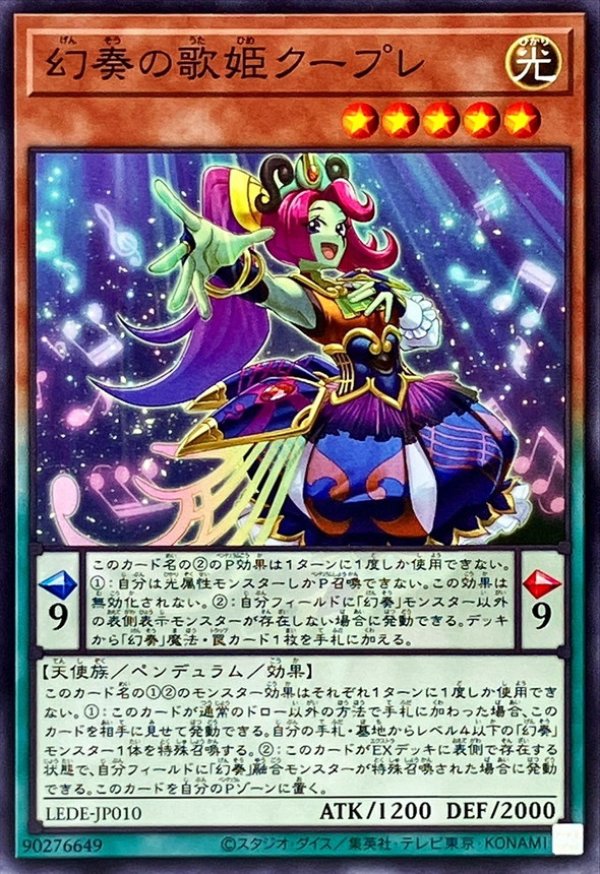 幻奏の歌姫クープレ
光
このカード名の②のP効果は1ターンに1度しか使用できない。
①:自分は光属性モンスターしかP召喚できない。この効果は
無効化されない。②:自分フィールドに「幻奏」モンスター以外
の表側表示モンスターが存在しない場合に発動できる。デッキ
から「幻奏」魔法・罠カード1枚を手札に加える。
9
9
【天使族/ペンデュラム/効果】
このカード名の①②のモンスター効果はそれぞれ1ターンに1度しか使用でき
ない。①:このカードが通常のドロー以外の方法で手札に加わった場合、この
カードを相手に見せて発動できる。自分の手札・墓地からレベル4以下の「幻奏」
モンスター1体を特殊召喚する。②:このカードがEXデッキに表側で存在する
状態で、自分フィールドに「幻奏」融合モンスターが特殊召喚された場合に発動
できる。このカードを自分のPゾーンに置く。
LEDE-JP010
ATK/1200 DEF/2000
90276649
©スタジオ・ダイス/集英社・テレビ東京・KONAMI